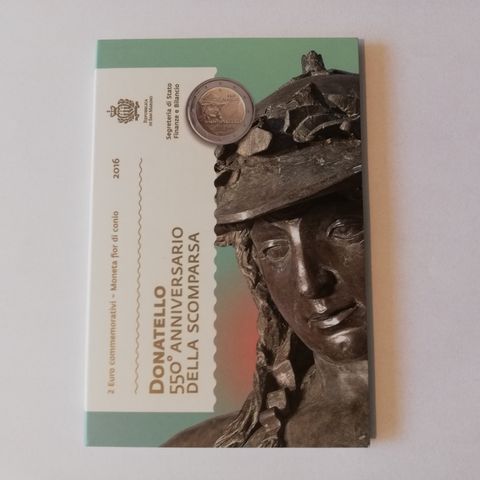 REPUBBLICA
DI SAN MARINO
Segreteria di Stato
Finanze e Bilancio
2 Euro commemorativi – Moneta fior di conio
2016
DONATELLO
550° ANNIVERSARIO
DELLA SCOMPARSA